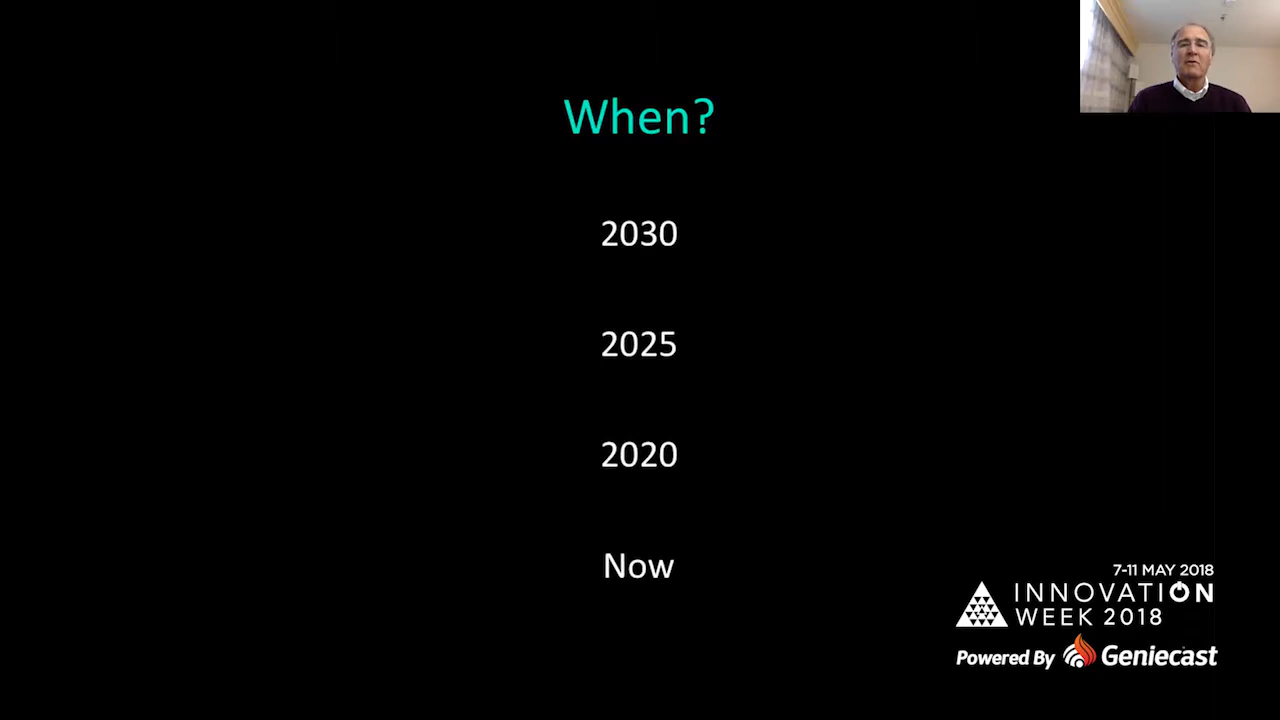 When?
2030
2025
2020
Now
7-11 MAY 2018
INNOVATION
WEEK 2018
Powered By Geniecast